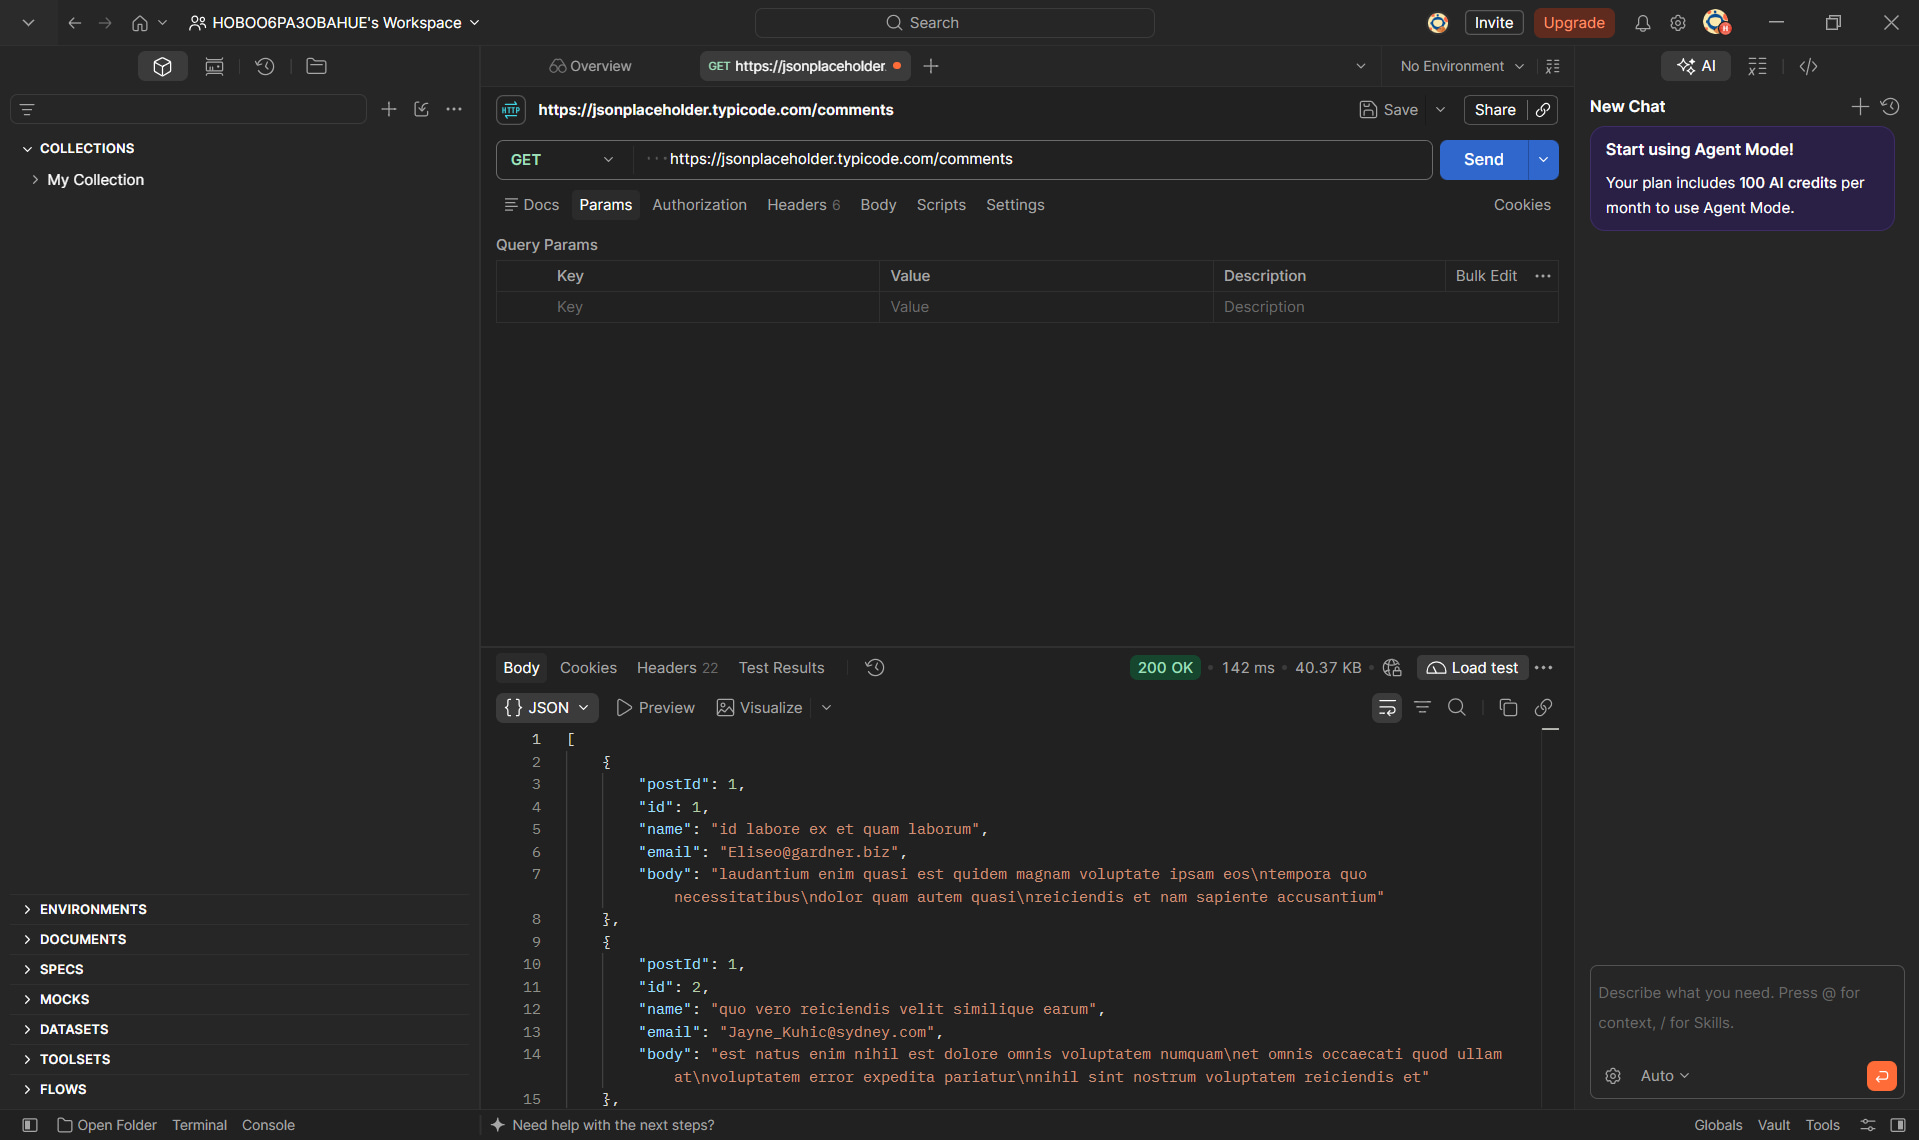 HOBOO6PA3OBAHUE's Workspace
Search
Invite
Upgrade
H
Overview
GET https://jsonplaceholder.
No Environment
AI
COLLECTIONS
My Collection
HTTP
https://jsonplaceholder.typicode.com/comments
Save
Share
New Chat
Start using Agent Mode!
Your plan includes 100 AI credits per
month to use Agent Mode.
GET
https://jsonplaceholder.typicode.com/comments
Send
Docs
Params
Authorization
Headers 6
Body
Scripts
Settings
Cookies
Query Params
Key
Value
Description
Bulk Edit
Key
Value
Description
Body
Cookies
Headers 22
Test Results
200 OK
142 ms
40.37 KB
Load test
{} JSON
Preview
Visualize
1 [
2 {
3 "postId": 1,
4 "id": 1,
5 "name": "id labore ex et quam laborum",
6 "email": "Eliseo@gardner.biz",
7 "body": "laudantium enim quasi est quidem magnam voluptate ipsam eos\ntempora quo
necessitatibus\ndolor quam autem quasi\nreiciendis et nam sapiente accusantium"
8 },
9 {
10 "postId": 1,
11 "id": 2,
12 "name": "quo vero reiciendis velit similique earum",
13 "email": "Jayne_Kuhic@sydney.com",
14 "body": "est natus enim nihil est dolore omnis voluptatem numquam\net omnis occaecati quod ullam
at\nvoluptatem error expedita pariatur\nnihil sint nostrum voluptatem reiciendis et"
15 },
ENVIRONMENTS
DOCUMENTS
SPECS
MOCKS
DATASETS
TOOLSETS
FLOWS
Describe what you need. Press @ for
context, / for Skills.
Auto
Open Folder
Terminal
Console
Need help with the next steps?
Globals
Vault
Tools